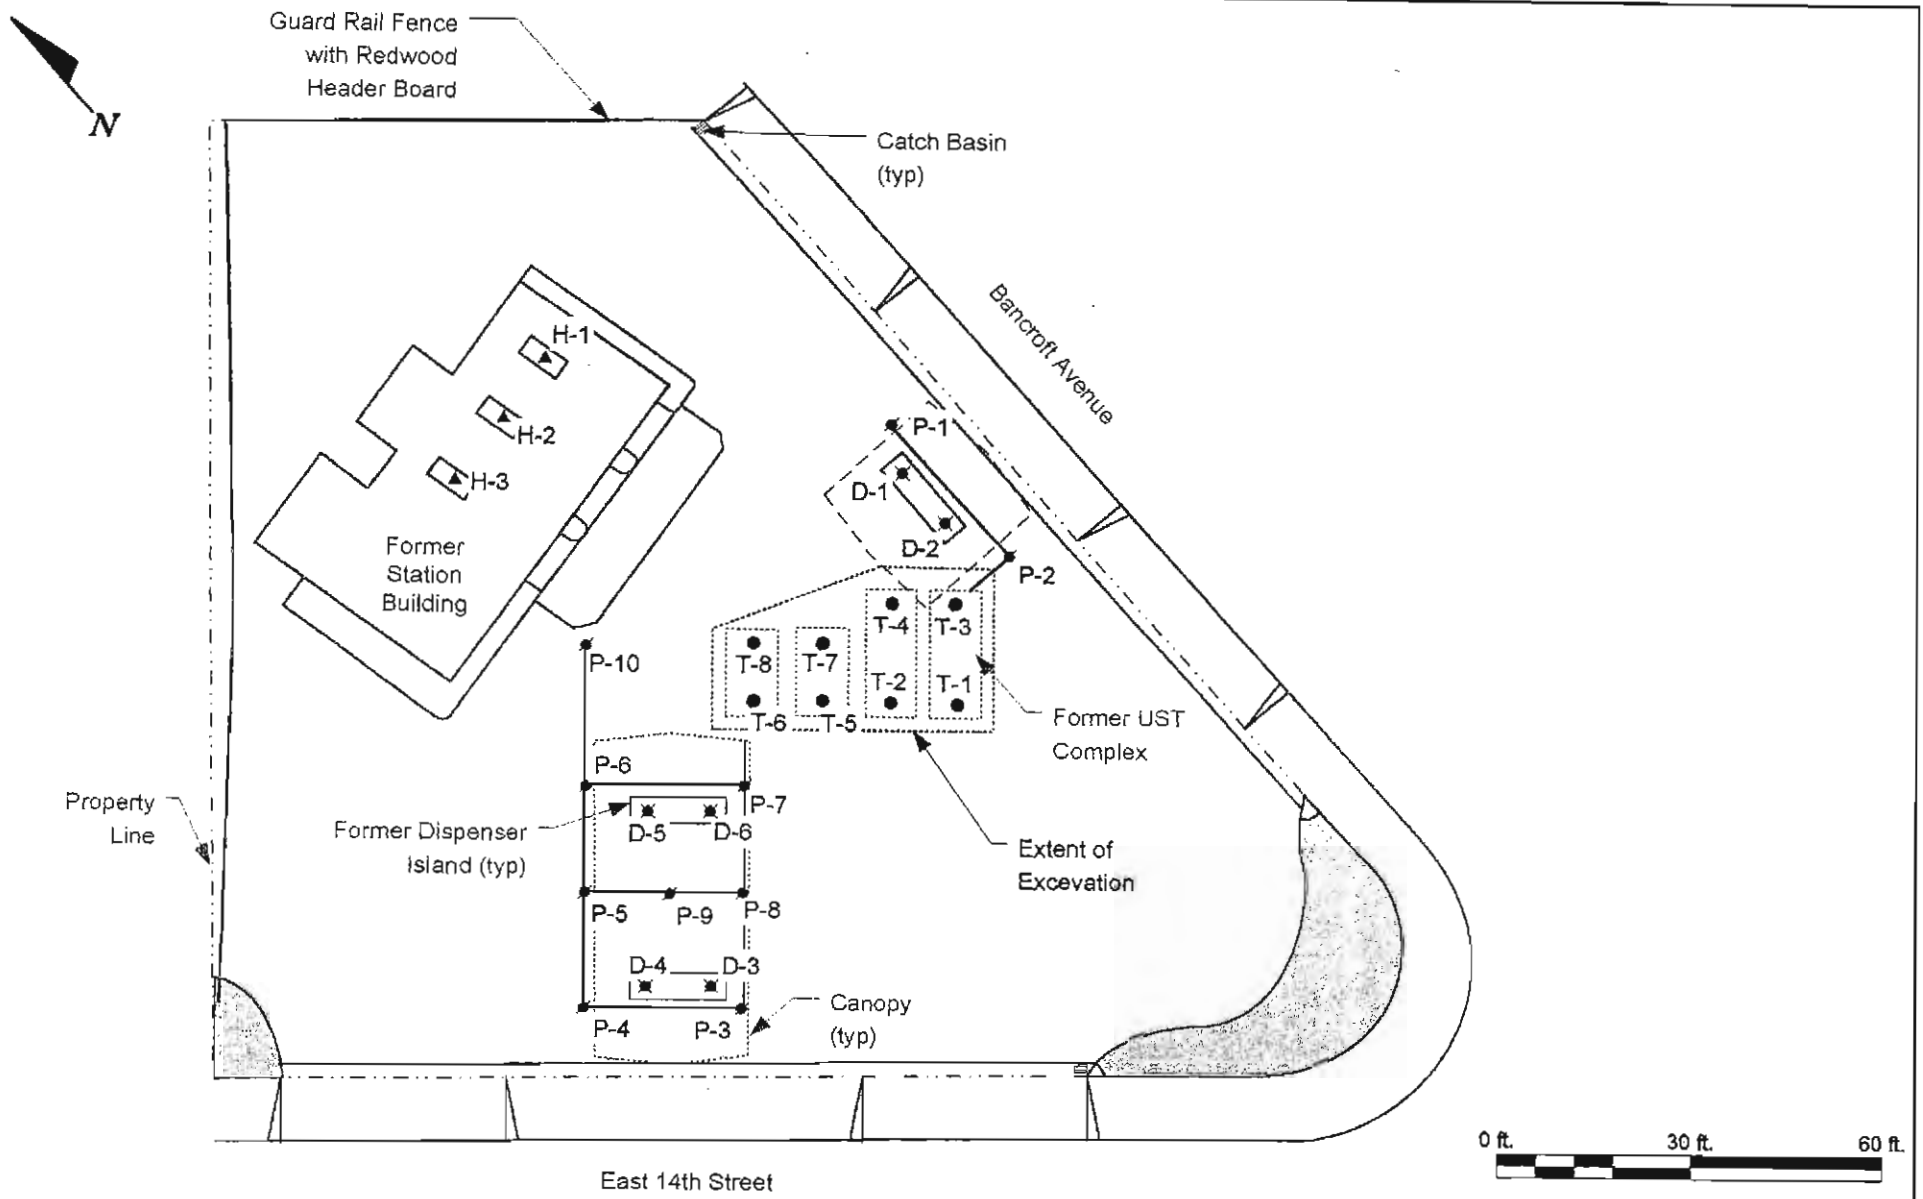 Guard Rail Fence
with Redwood
Header Board
N
Catch Basin
(typ)
Bancroft Avenue
H-1
H-2
H-3
P-1
D-1
D-2
P-2
Former
Station
Building
T-4
T-3
P-10
T-8
T-7
T-2
T-1
T-6
T-5
Former UST
Complex
P-6
P-7
Property
Line
Former Dispenser
Island (typ)
D-5
D-6
Extent of
Excevation
P-5
P-9
P-8
D-4
D-3
Canopy
(typ)
P-4
P-3
0 ft.
30 ft.
60 ft.
East 14th Street